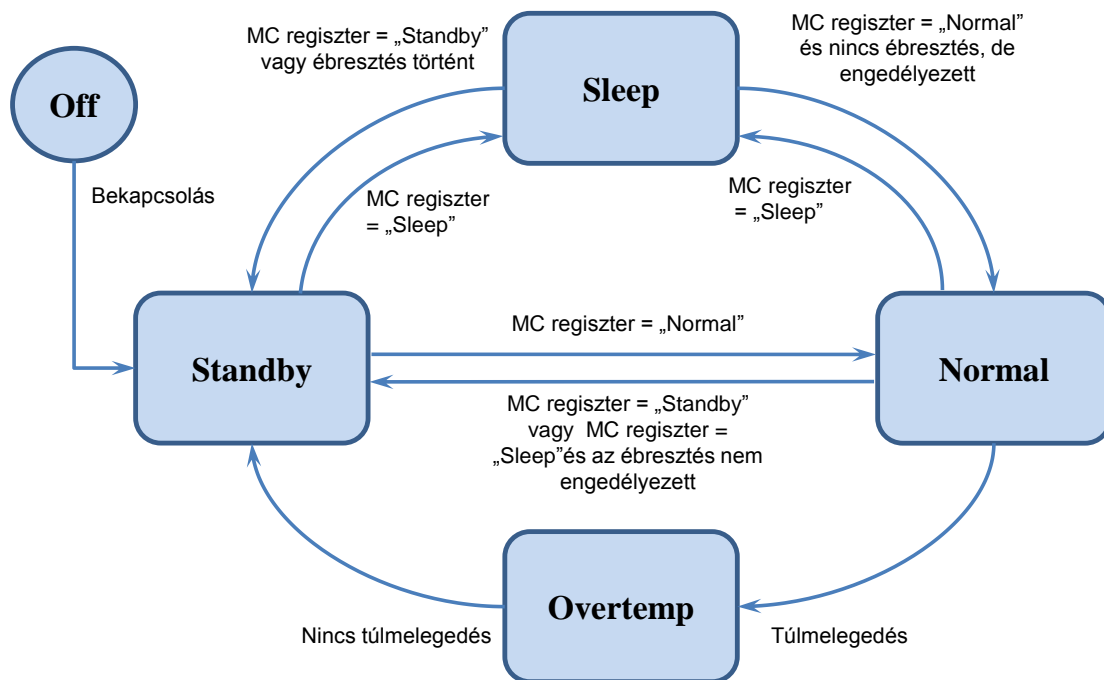 MC regiszter = „Standby”
vagy ébresztés történt
MC regiszter = „Normal”
és nincs ébresztés, de
engedélyezett
Off
Sleep
Bekapcsolás
MC regiszter
= „Sleep”
MC regiszter
= „Sleep”
MC regiszter = „Normal”
Standby
Normal
MC regiszter = „Standby”
vagy MC regiszter =
„Sleep”és az ébresztés nem
engedélyezett
Overtemp
Nincs túlmelegedés
Túlmelegedés